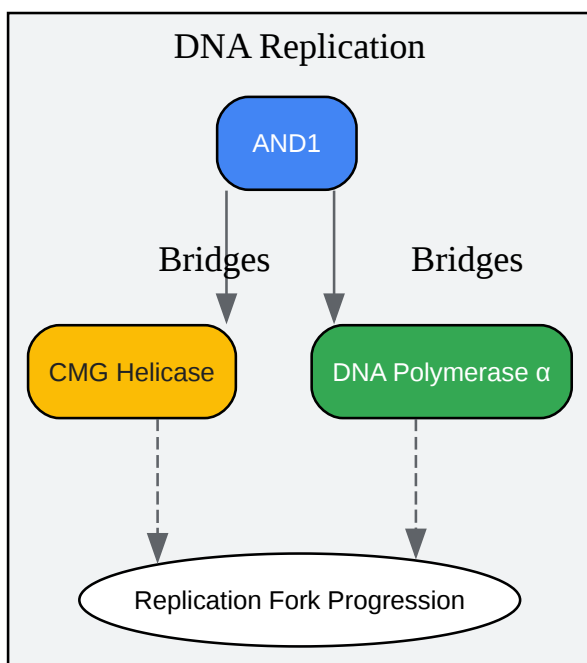 DNA Replication
AND1
Bridges
Bridges
CMG Helicase
DNA Polymerase α
Replication Fork Progression